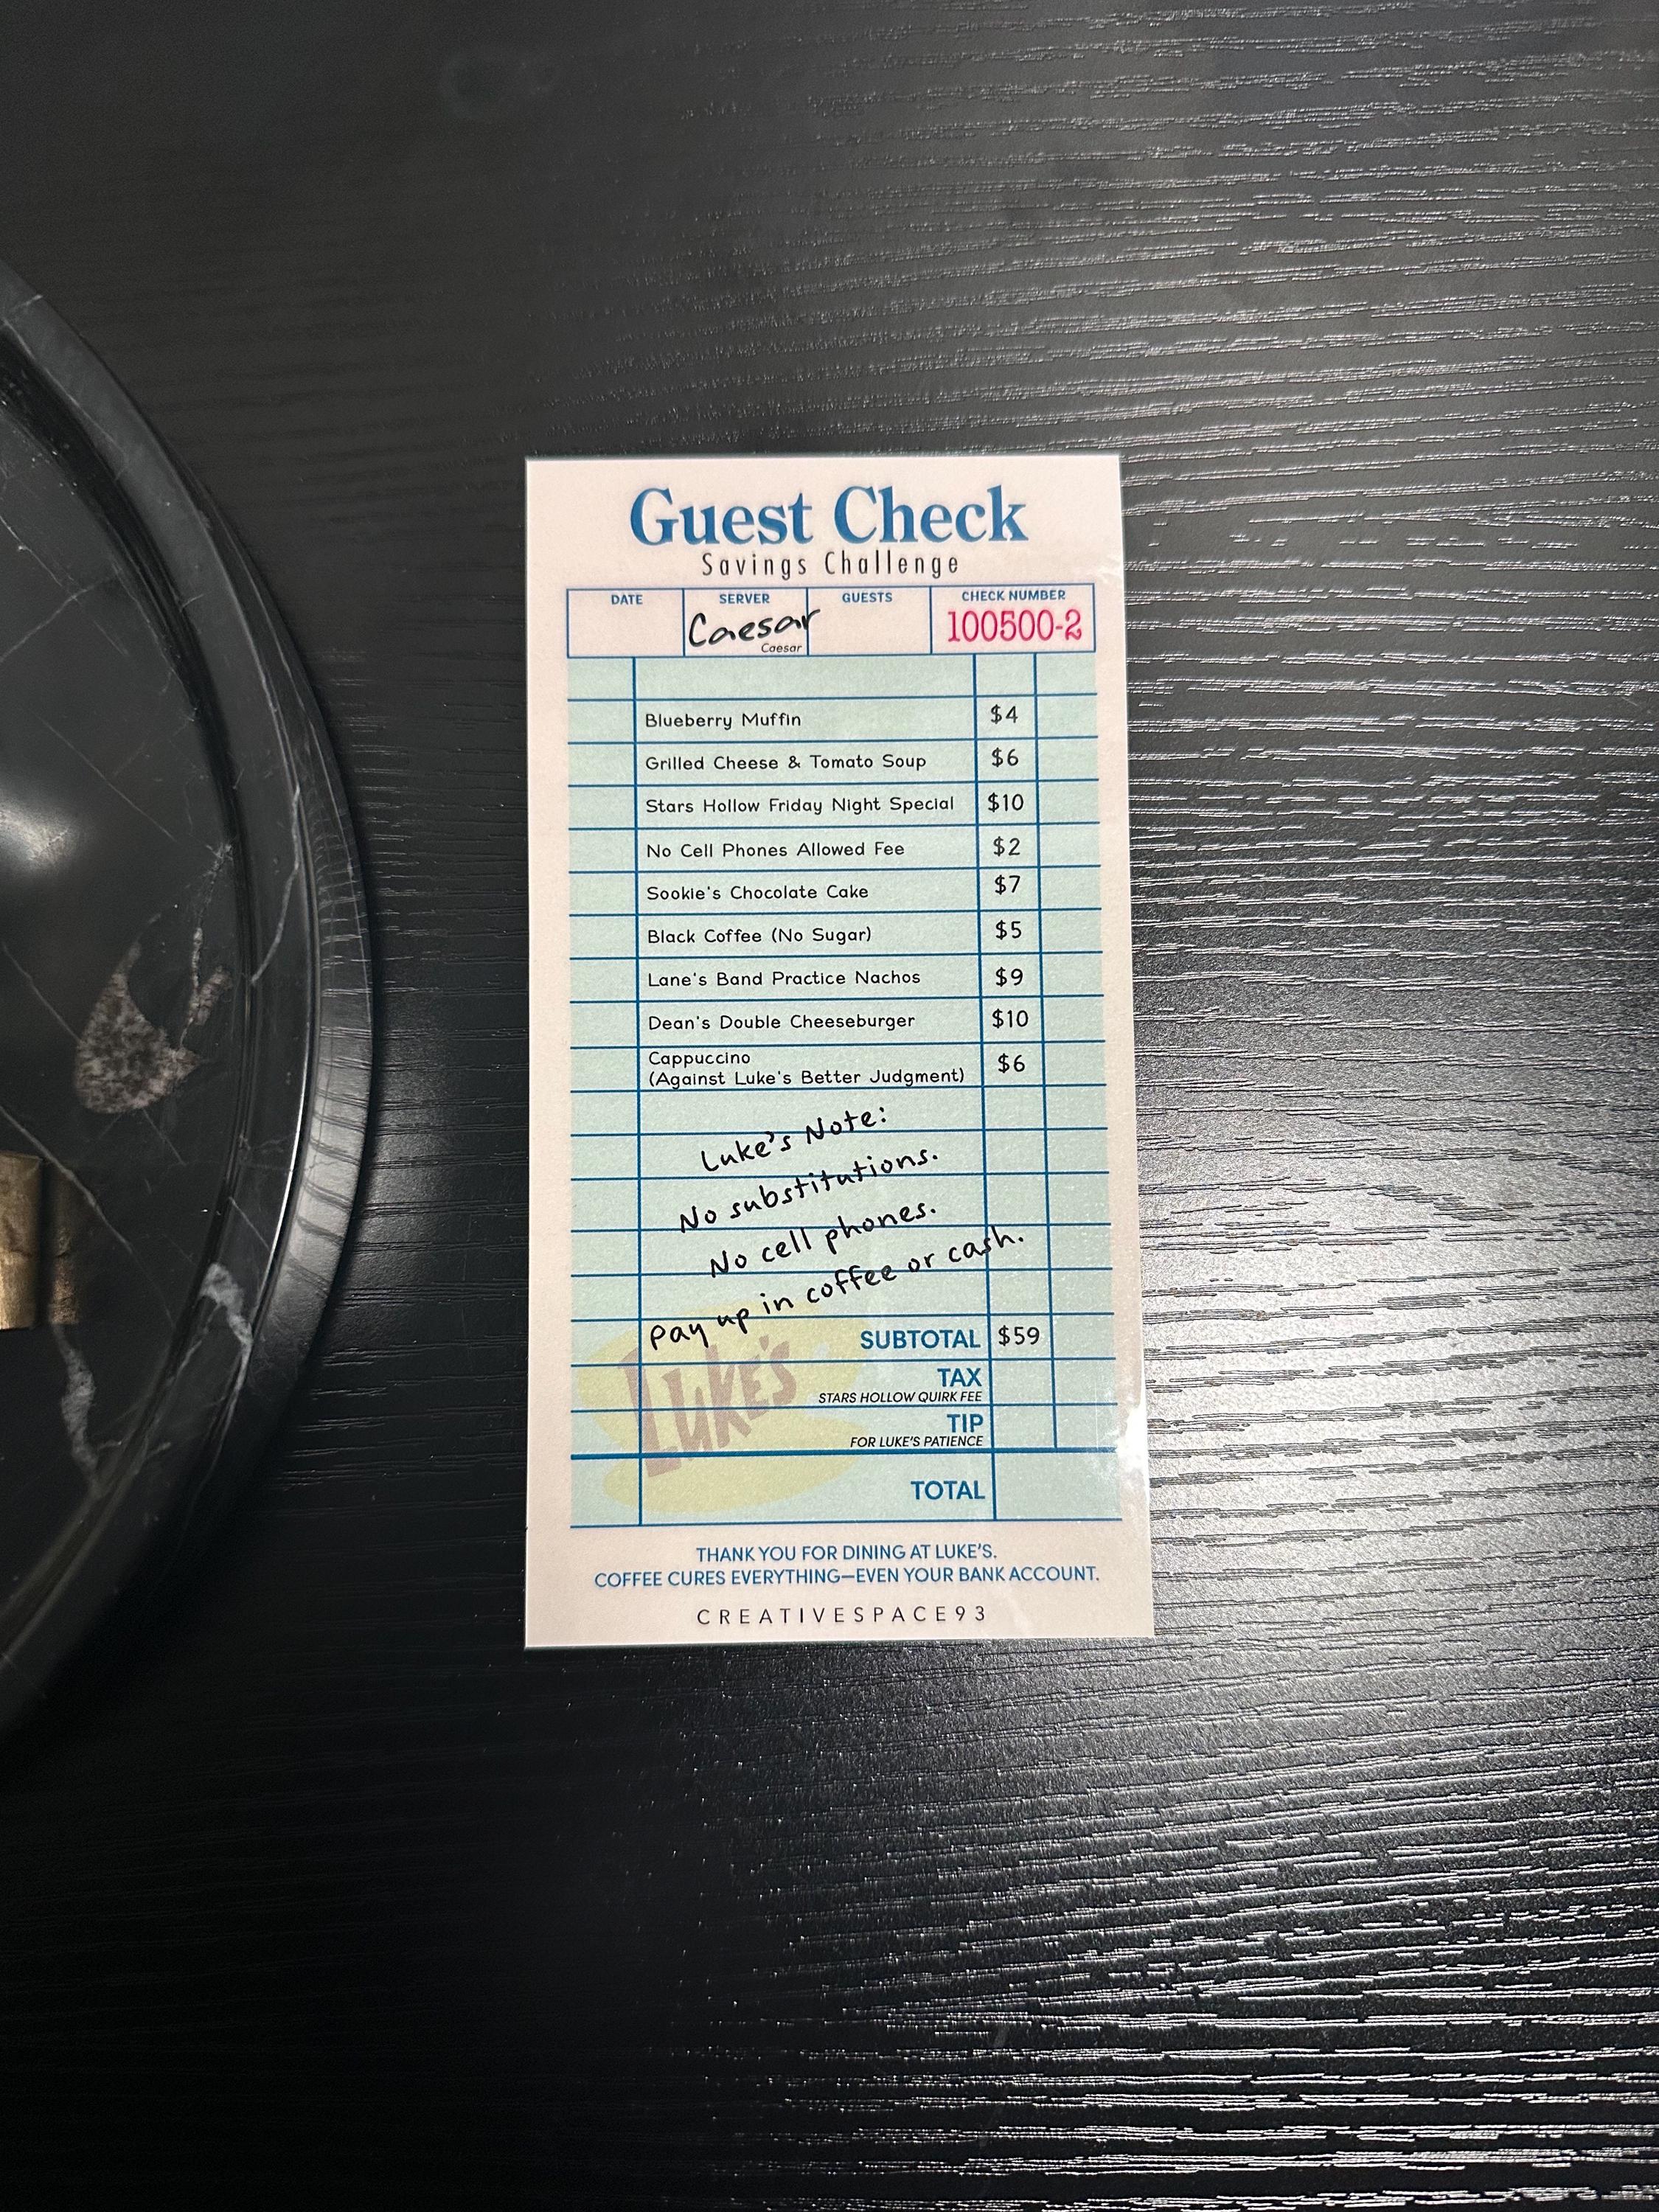 Guest Check
Savings Challenge
DATE SERVER GUESTS CHECK NUMBER
Caesar 100500-2
Caesar
Blueberry Muffin $4
Grilled Cheese & Tomato Soup $6
Stars Hollow Friday Night Special $10
No Cell Phones Allowed Fee $2
Sookie's Chocolate Cake $7
Black Coffee (No Sugar) $5
Lane's Band Practice Nachos $9
Dean's Double Cheeseburger $10
Cappuccino
(Against Luke's Better Judgment) $6
Luke's Note:
No substitutions.
No cell phones.
Pay up in coffee or cash.
SUBTOTAL $59
LUKE'S
TAX
STARS HOLLOW QUIRK FEE
TIP
FOR LUKE'S PATIENCE
TOTAL
THANK YOU FOR DINING AT LUKE'S.
COFFEE CURES EVERYTHING—EVEN YOUR BANK ACCOUNT.
CREATIVESPACE93